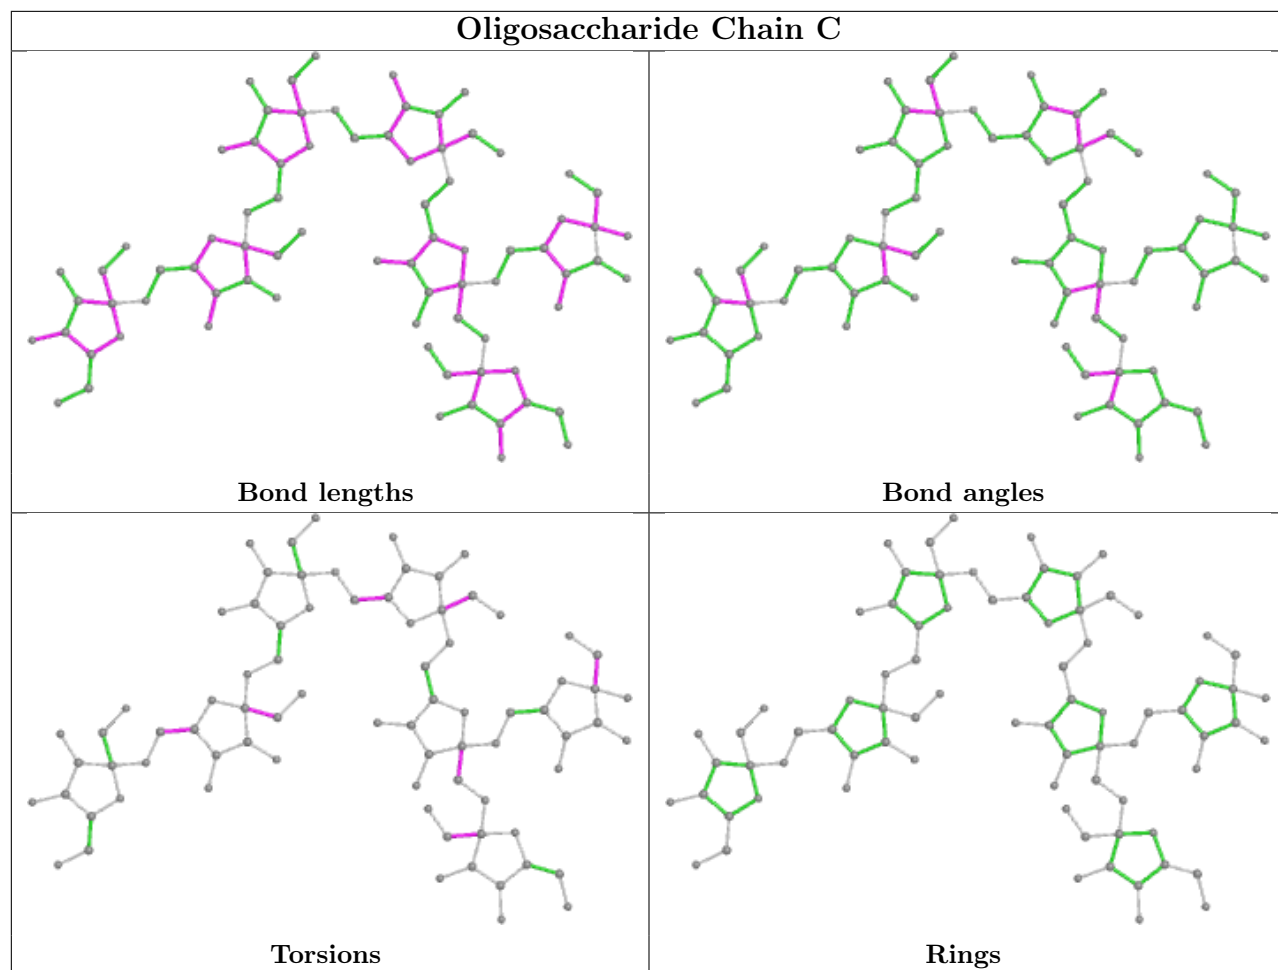 Oligosaccharide Chain C
Bond lengths
Bond angles
Torsions
Rings